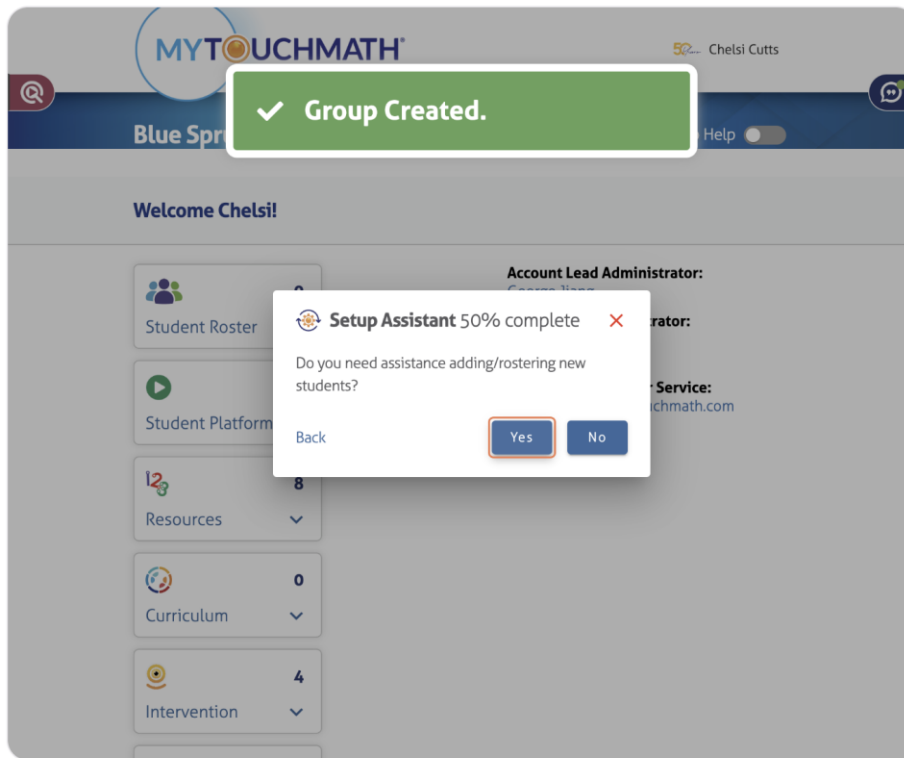 MYTOUCHMATH®
Chelsi Cutts
Group Created.
Blue Spr
Help
Welcome Chelsi!
Account Lead Administrator:
Student Roster
Setup Assistant 50% complete
rator:
Do you need assistance adding/rostering new
students?
Service:
chmath.com
Student Platform
Back
Yes
No
8
Resources
0
Curriculum
4
Intervention